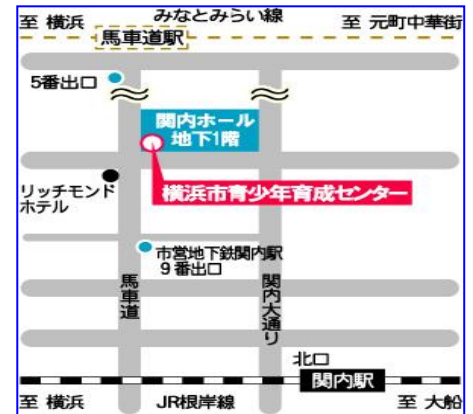 至 横浜
みなとみらい線
至 元町中華街
馬車道駅
5番出口
関内ホール
地下1階
横浜市青少年育成センター
リッチモンド
ホテル
市営地下鉄関内駅
9番出口
馬車道
関内大通り
北口
関内駅
至 横浜
JR根岸線
至 大船